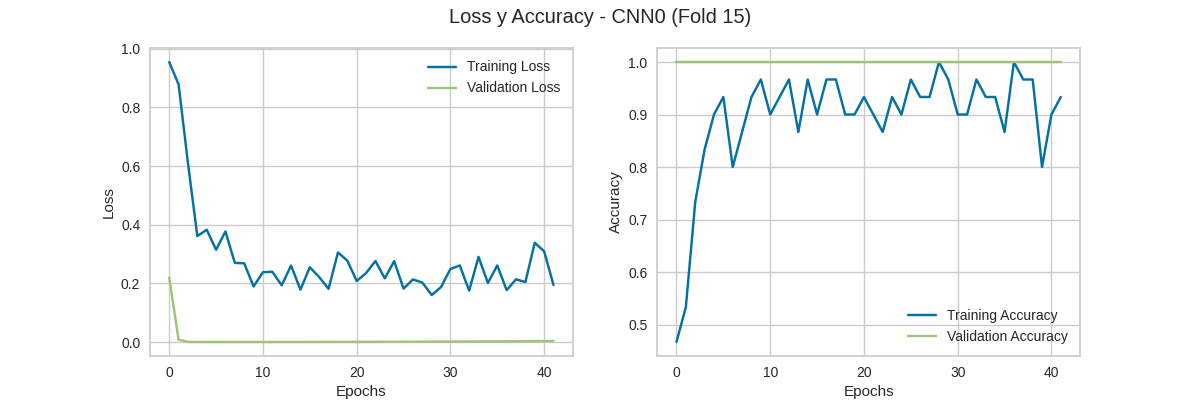 Loss y Accuracy - CNN0 (Fold 15)
1.0
0.8
0.6
0.4
0.2
0.0
Loss
0
10
20
30
40
Epochs
Training Loss
Validation Loss
1.0
0.9
0.8
0.7
0.6
0.5
Accuracy
0
10
20
30
40
Epochs
Training Accuracy
Validation Accuracy